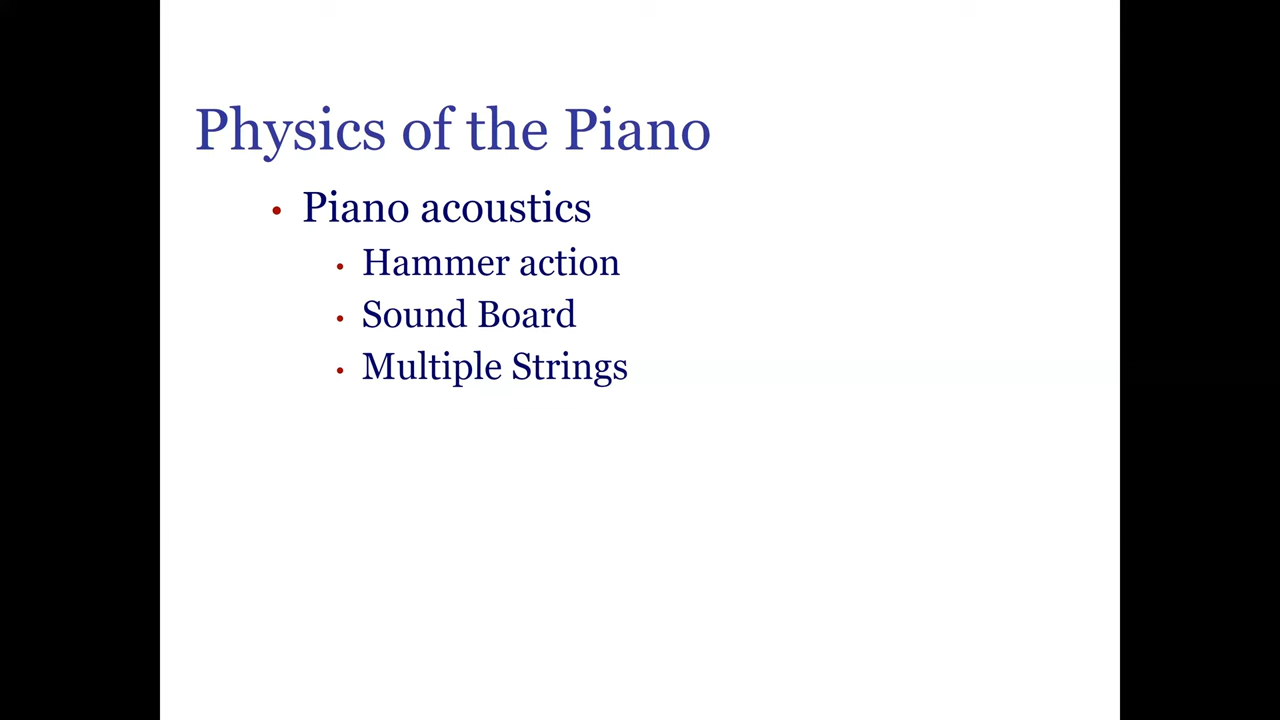 Physics of the Piano
• Piano acoustics
• Hammer action
• Sound Board
• Multiple Strings